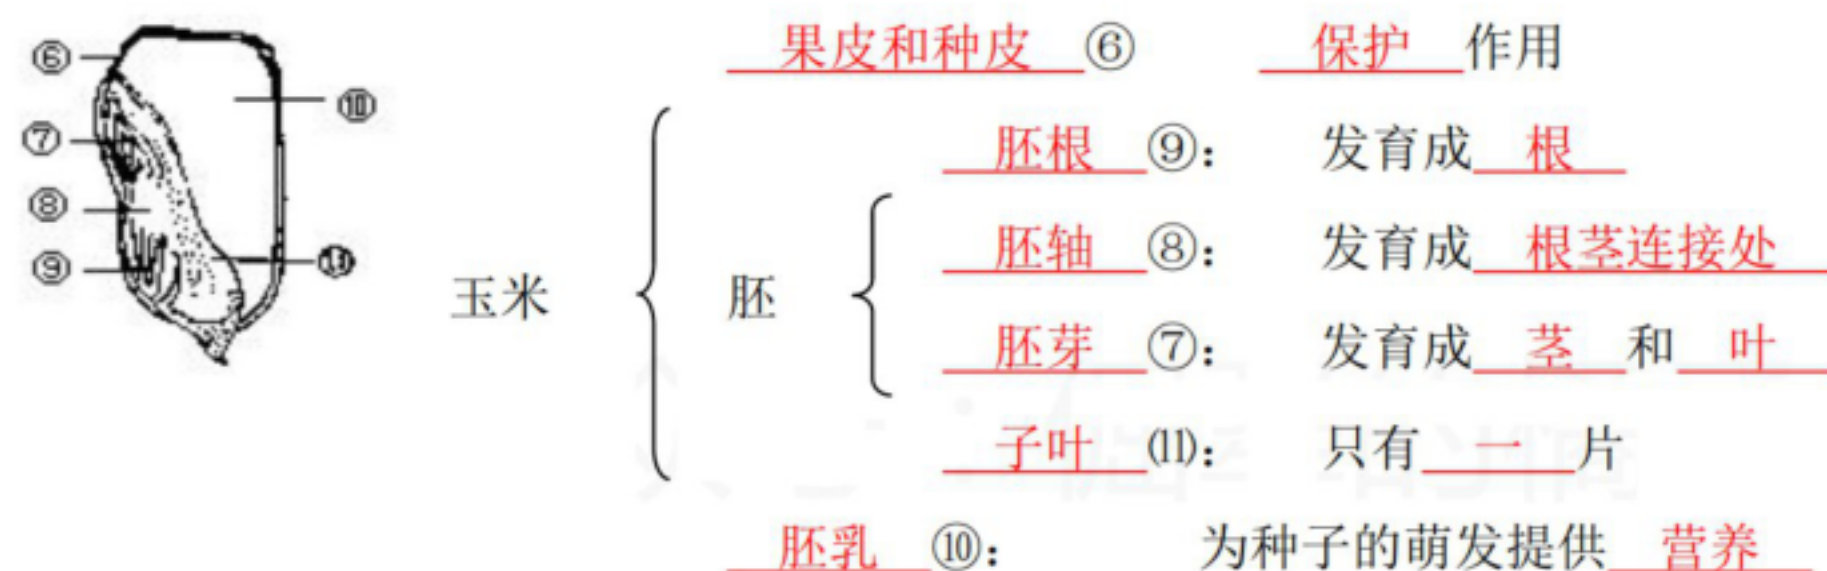 果皮和种皮⑥ 保护作用
⑥
⑩
⑦
胚根⑨: 发育成根
⑧
胚轴⑧: 发育成根茎连接处
⑨
⑪
玉米
胚
胚芽⑦: 发育成茎和叶
子叶⑾: 只有一片
胚乳⑩: 为种子的萌发提供营养